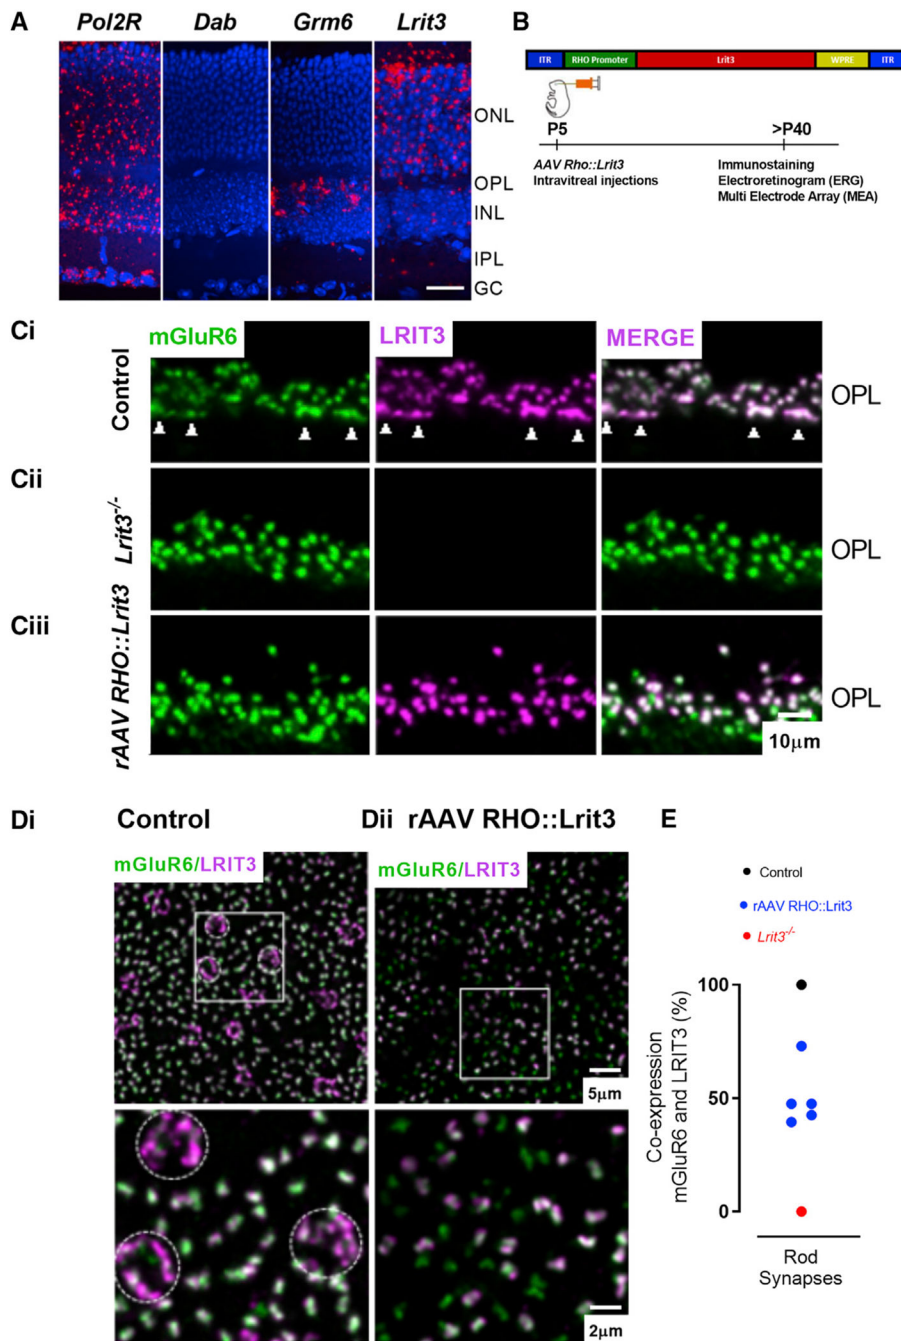 A
Pol2R Dab Grm6 Lrit3
ONL
OPL
INL
IPL
GC
B
ITR RHO Promoter Lrit3 WPRE ITR
P5 >P40
AAV Rho::Lrit3
Intravitreal injections
Immunostaining
Electroretinogram (ERG)
Multi Electrode Array (MEA)
Ci
mGluR6 LRIT3 MERGE
Control
OPL
Cii
Lrit3-/-
OPL
Ciii
rAAV RHO::Lrit3
OPL
10µm
Di Control
Dii rAAV RHO::Lrit3
mGluR6/LRIT3
mGluR6/LRIT3
5µm
2µm
E
Control
rAAV RHO::Lrit3
Lrit3-/-
Co-expression
mGluR6 and LRIT3 (%)
100
50
0
Rod
Synapses